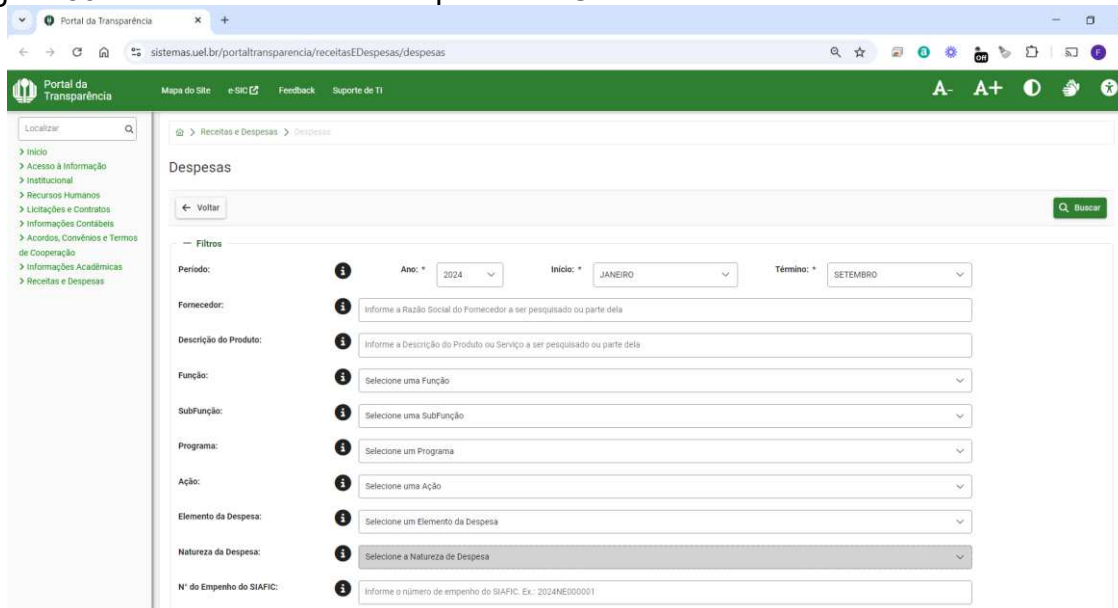 Portal da Transparência
sistemas.uel.br/portaltransparencia/receitasEDespesas/despesas
OFF
F
Portal da
Transparência
Mapa do Site e-SIC Feedback Suporte de TI
A- A+
Localizar
Receitas e Despesas > Despesas
> Início
> Acesso à Informação
> Institucional
> Recursos Humanos
> Licitações e Contratos
> Informações Contábeis
> Acordos, Convênios e Termos
de Cooperação
> Informações Acadêmicas
> Receitas e Despesas
Despesas
← Voltar
Buscar
Filtros
Período: Ano: * 2024 Início: * JANEIRO Término: * SETEMBRO
Fornecedor: Informe a Razão Social do Fornecedor a ser pesquisado ou parte dela
Descrição do Produto: Informe a Descrição do Produto ou Serviço a ser pesquisado ou parte dela
Função: Selecione uma Função
SubFunção: Selecione uma SubFunção
Programa: Selecione um Programa
Ação: Selecione uma Ação
Elemento da Despesa: Selecione um Elemento da Despesa
Natureza da Despesa: Selecione a Natureza de Despesa
N° do Empenho do SIAFIC: Informe o número de empenho do SIAFIC. Ex.: 2024NE000001